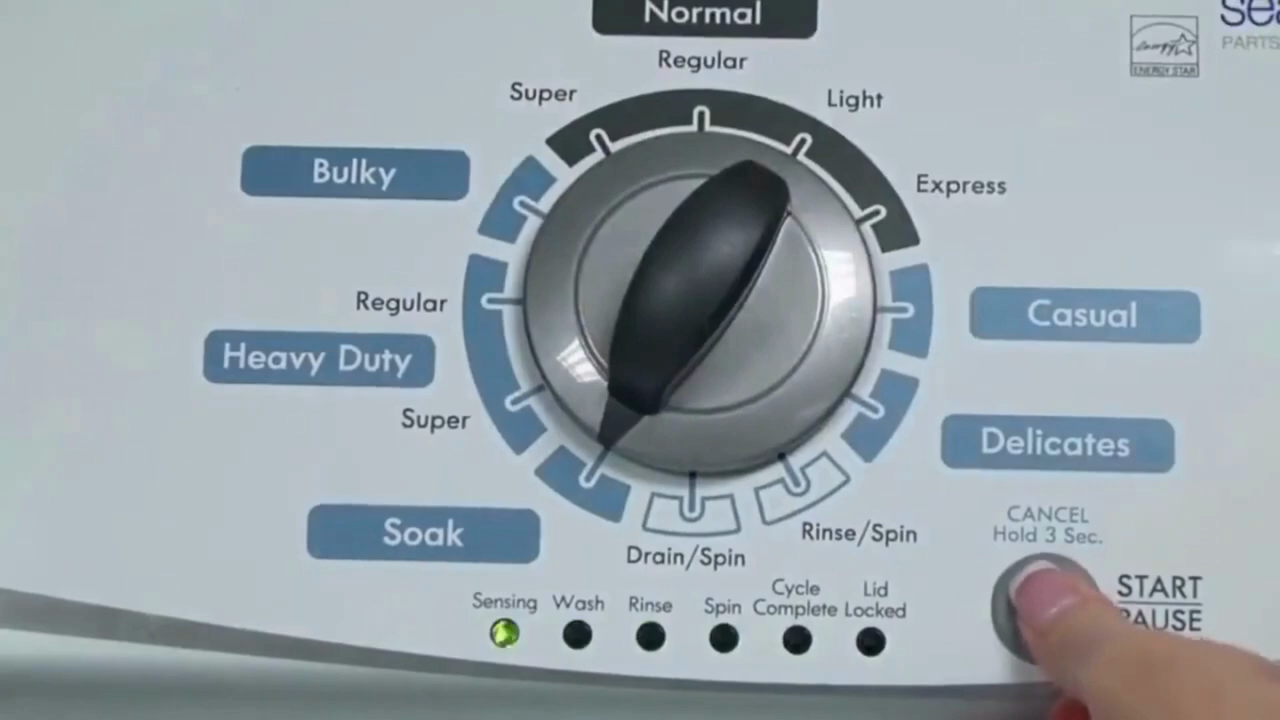 Normal
Regular
Super
Light
ENERGY STAR
PARTS
Bulky
Express
Regular
Casual
Heavy Duty
Super
Delicates
Soak
Drain/Spin
Rinse/Spin
CANCEL
Hold 3 Sec.
Sensing
Wash
Rinse
Spin
Cycle
Complete
Lid
Locked
START